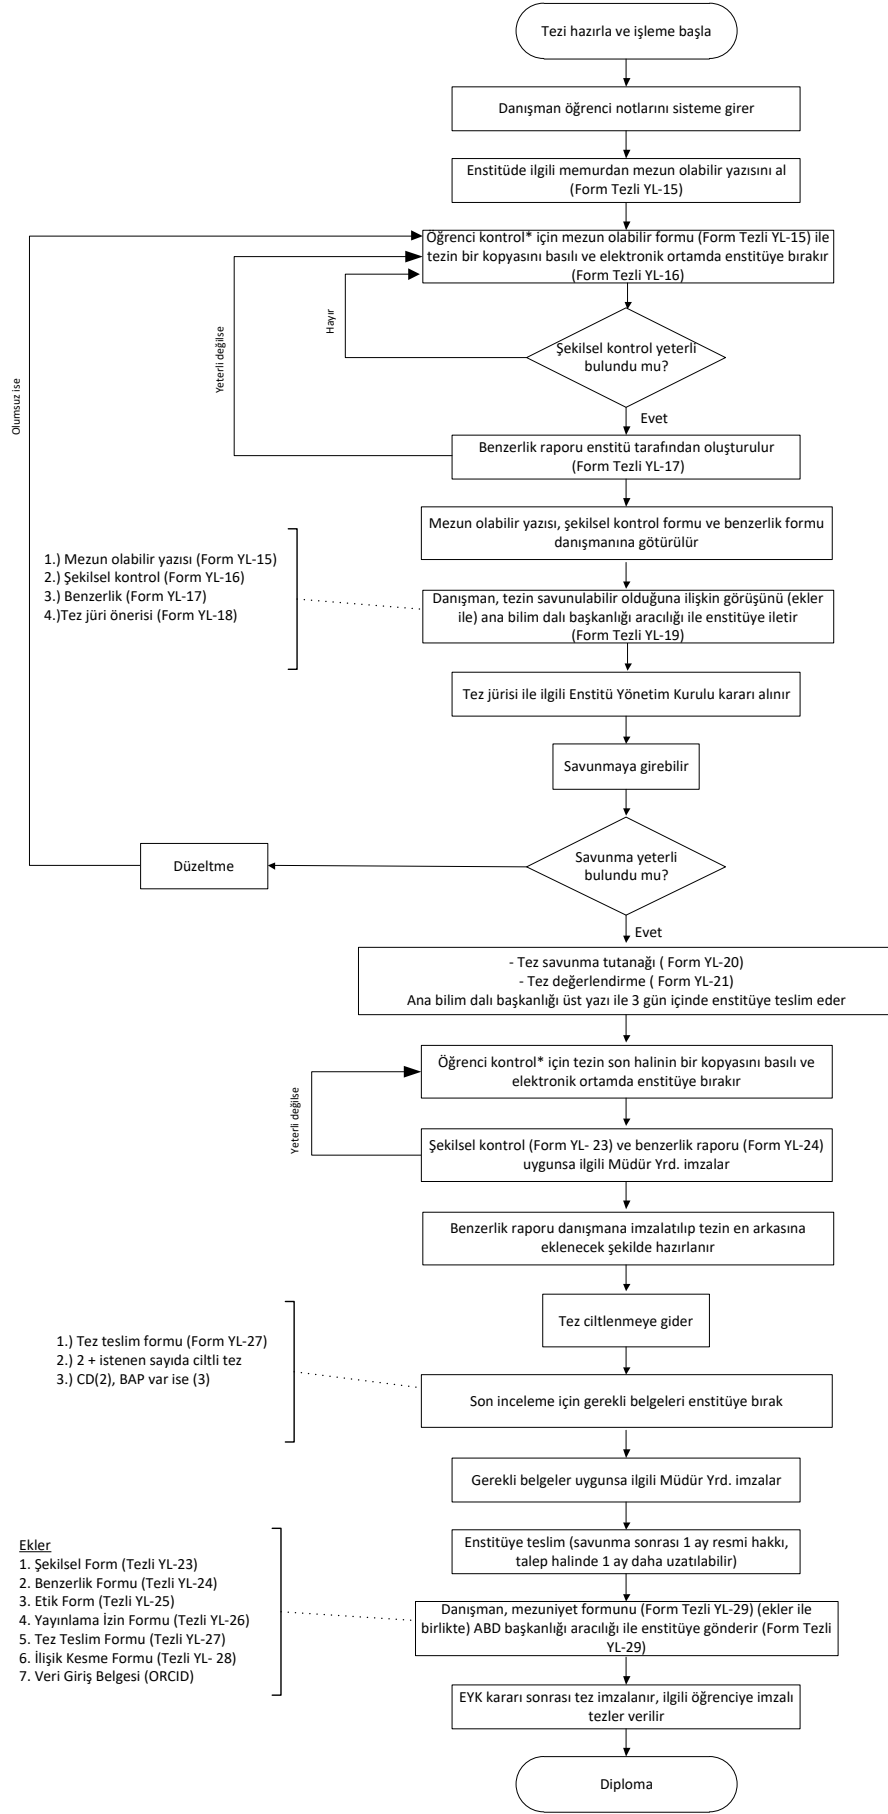 Tezi hazırla ve işleme başla
Danışman öğrenci notlarını sisteme girer
Enstitüde ilgili memurdan mezun olabilir yazısını al
(Form Tezli YL-15)
Öğrenci kontrol* için mezun olabilir formu (Form Tezli YL-15) ile
tezin bir kopyasını basılı ve elektronik ortamda enstitüye bırakır
(Form Tezli YL-16)
Hayır
Yeterli değilse
Olumsuz ise
Şekilsel kontrol yeterli
bulundu mu?
Evet
Benzerlik raporu enstitü tarafından oluşturulur
(Form Tezli YL-17)
Mezun olabilir yazısı, şekilsel kontrol formu ve benzerlik formu
danışmanına götürülür
1.) Mezun olabilir yazısı (Form YL-15)
2.) Şekilsel kontrol (Form YL-16)
3.) Benzerlik (Form YL-17)
4.)Tez jüri önerisi (Form YL-18)
Danışman, tezin savunulabilir olduğuna ilişkin görüşünü (ekler
ile) ana bilim dalı başkanlığı aracılığı ile enstitüye iletir
(Form Tezli YL-19)
Tez jürisi ile ilgili Enstitü Yönetim Kurulu kararı alınır
Savunmaya girebilir
Savunma yeterli
bulundu mu?
Düzeltme
Evet
- Tez savunma tutanağı ( Form YL-20)
- Tez değerlendirme ( Form YL-21)
Ana bilim dalı başkanlığı üst yazı ile 3 gün içinde enstitüye teslim eder
Öğrenci kontrol* için tezin son halinin bir kopyasını basılı ve
elektronik ortamda enstitüye bırakır
Yeterli değilse
Şekilsel kontrol (Form YL- 23) ve benzerlik raporu (Form YL-24)
uygunsa ilgili Müdür Yrd. imzalar
Benzerlik raporu danışmana imzalatılıp tezin en arkasına
eklenecek şekilde hazırlanır
Tez ciltlenmeye gider
1.) Tez teslim formu (Form YL-27)
2.) 2 + istenen sayıda ciltli tez
3.) CD(2), BAP var ise (3)
Son inceleme için gerekli belgeleri enstitüye bırak
Gerekli belgeler uygunsa ilgili Müdür Yrd. imzalar
Enstitüye teslim (savunma sonrası 1 ay resmi hakkı,
talep halinde 1 ay daha uzatılabilir)
Ekler
1. Şekilsel Form (Tezli YL-23)
2. Benzerlik Formu (Tezli YL-24)
3. Etik Form (Tezli YL-25)
4. Yayınlama İzin Formu (Tezli YL-26)
5. Tez Teslim Formu (Tezli YL-27)
6. İlişik Kesme Formu (Tezli YL- 28)
7. Veri Giriş Belgesi (ORCID)
Danışman, mezuniyet formunu (Form Tezli YL-29) (ekler ile
birlikte) ABD başkanlığı aracılığı ile enstitüye gönderir (Form Tezli
YL-29)
EYK kararı sonrası tez imzalanır, ilgili öğrenciye imzalı
tezler verilir
Diploma